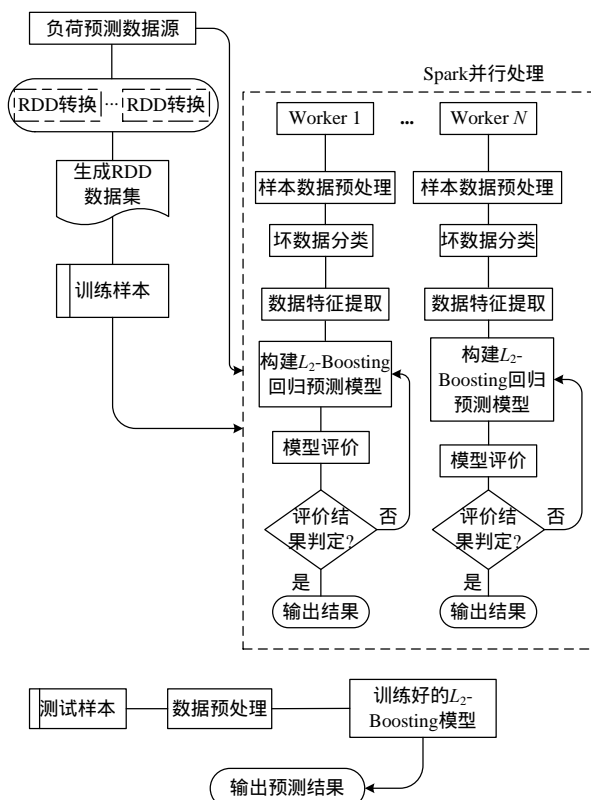 负荷预测数据源
RDD转换 ... RDD转换
生成RDD
数据集
训练样本
Spark并行处理
Worker 1 ... Worker N
样本数据预处理
坏数据分类
数据特征提取
构建L₂-Boosting
回归预测模型
模型评价
评价结
果判定?
否
是
输出结果
样本数据预处理
坏数据分类
数据特征提取
构建L₂-
Boosting回归
预测模型
模型评价
评价结
果判定?
否
是
输出结果
测试样本
数据预处理
训练好的L₂-
Boosting模型
输出预测结果